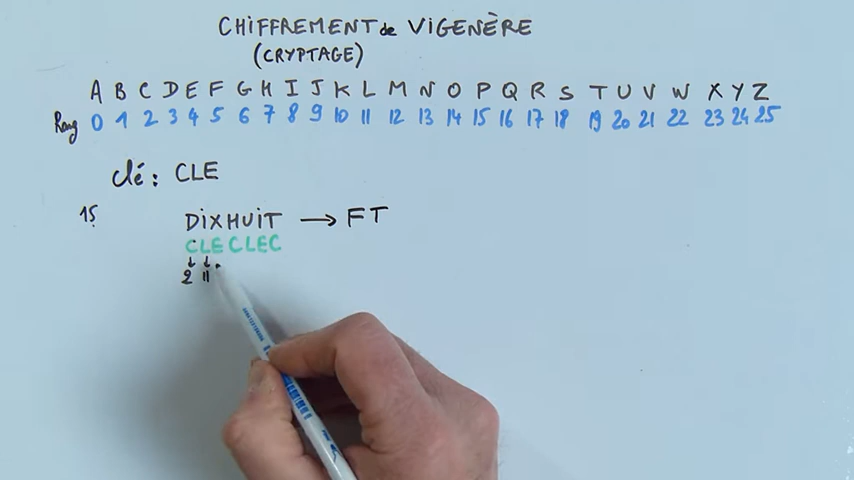 CHIFFREMENT de VIGENÈRE
(CRYPTAGE)
A B C D E F G H I J K L M N O P Q R S T U V W X Y Z
Rang 0 1 2 3 4 5 6 7 8 9 10 11 12 13 14 15 16 17 18 19 20 21 22 23 24 25
clé : CLE
15
DiXHUiT → FT
CLECLEC
↓ ↓
2 11